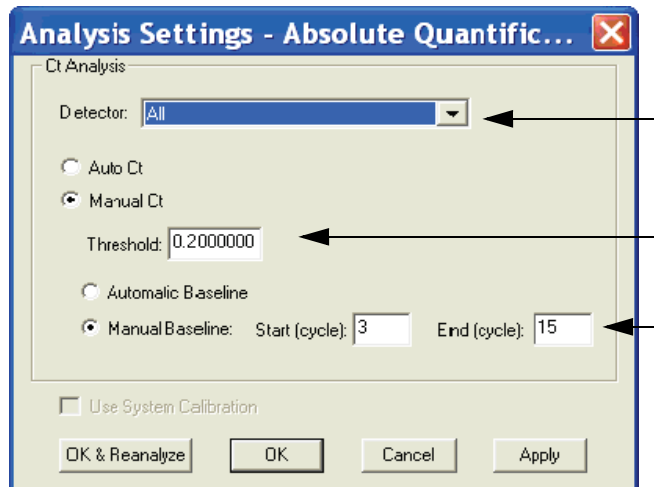 Analysis Settings - Absolute Quantific...
Ct Analysis
Detector: All
Auto Ct
Manual Ct
Threshold: 0.2000000
Automatic Baseline
Manual Baseline: Start (cycle): 3 End (cycle): 15
Use System Calibration
OK & Reanalyze OK Cancel Apply